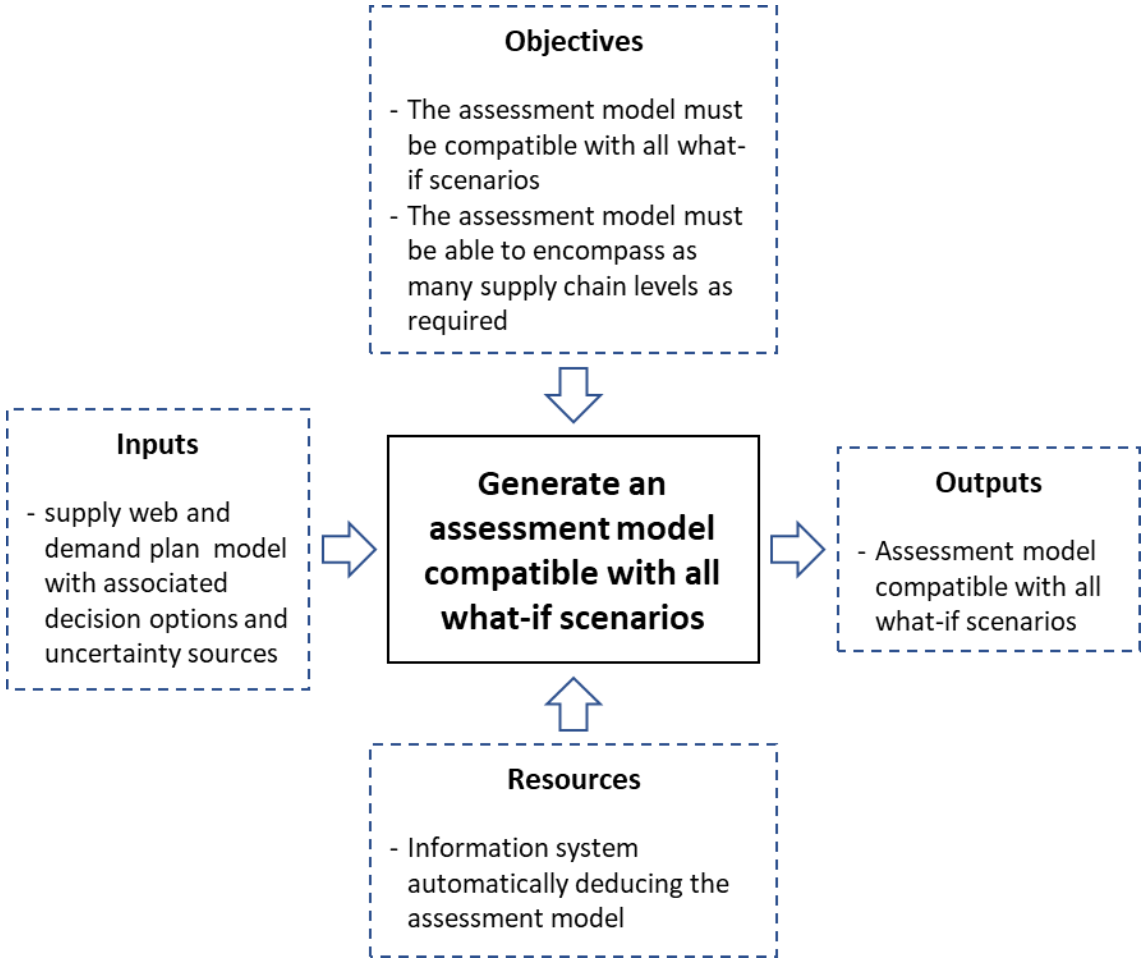 Objectives
- The assessment model must
be compatible with all what-
if scenarios
- The assessment model must
be able to encompass as
many supply chain levels as
required
Inputs
- supply web and
demand plan model
with associated
decision options and
uncertainty sources
Generate an
assessment model
compatible with all
what-if scenarios
Outputs
- Assessment model
compatible with all
what-if scenarios
Resources
- Information system
automatically deducing the
assessment model